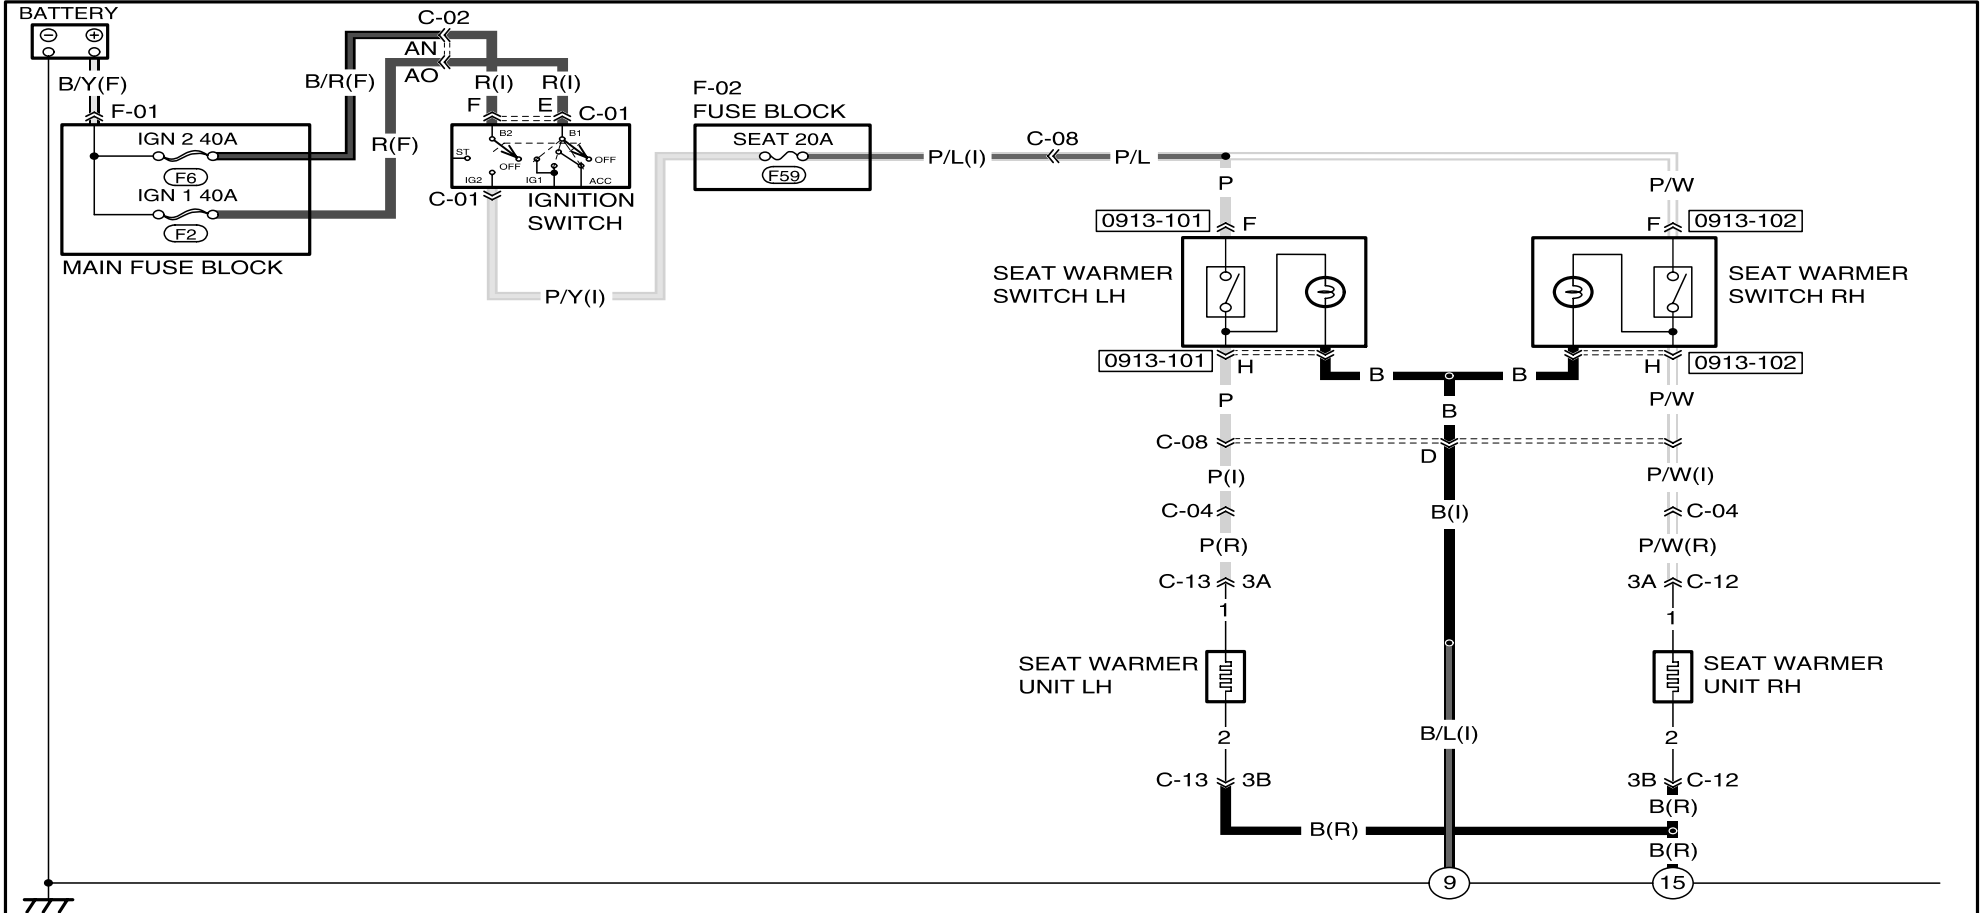 BATTERY
C-02
AN
AO
B/Y(F)
B/R(F)
R(I)
R(I)
F-01
F
E
C-01
F-02
FUSE BLOCK
IGN 2 40A
F6
R(F)
IGN 1 40A
F2
MAIN FUSE BLOCK
B2
B1
ST
OFF
OFF
IG2
IG1
ACC
C-01
IGNITION
SWITCH
P/Y(I)
SEAT 20A
F59
P/L(I)
C-08
P/L
P
P/W
0913-101
F
F
0913-102
SEAT WARMER
SWITCH LH
SEAT WARMER
SWITCH RH
0913-101
H
B
B
H
0913-102
P
B
P/W
C-08
D
P(I)
P/W(I)
C-04
B(I)
C-04
P(R)
P/W(R)
C-13
3A
3A
C-12
1
1
SEAT WARMER
UNIT LH
SEAT WARMER
UNIT RH
2
B/L(I)
2
C-13
3B
3B
C-12
B(R)
B(R)
B(R)
9
15